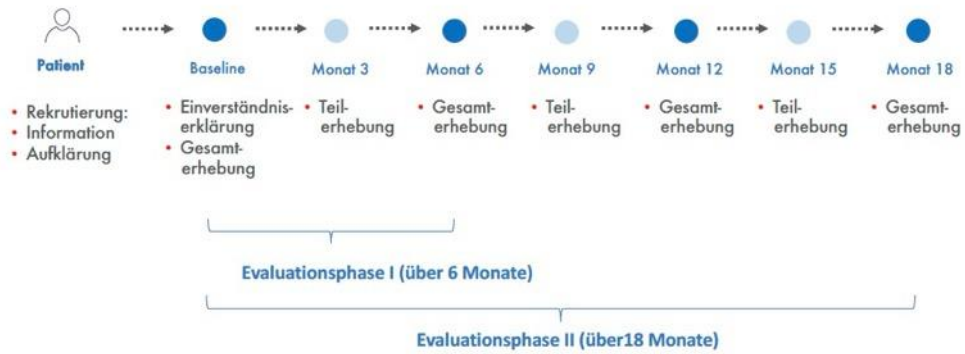 Patient
Baseline
Monat 3
Monat 6
Monat 9
Monat 12
Monat 15
Monat 18
• Rekrutierung:
• Information
• Aufklärung
• Einverständnis-
erklärung
• Gesamt-
erhebung
• Teil-
erhebung
• Gesamt-
erhebung
• Teil-
erhebung
• Gesamt-
erhebung
• Teil-
erhebung
• Gesamt-
erhebung
Evaluationsphase I (über 6 Monate)
Evaluationsphase II (über18 Monate)